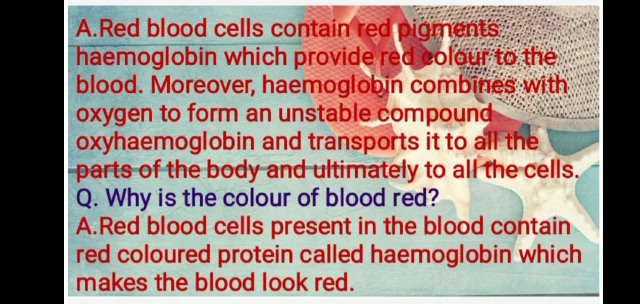 A.Red blood cells contain red pigments
haemoglobin which provide red colour to the
blood. Moreover, haemoglobin combines with
oxygen to form an unstable compound
oxyhaemoglobin and transports it to all the
parts of the body and ultimately to all the cells.
Q. Why is the colour of blood red?
A.Red blood cells present in the blood contain
red coloured protein called haemoglobin which
makes the blood look red.